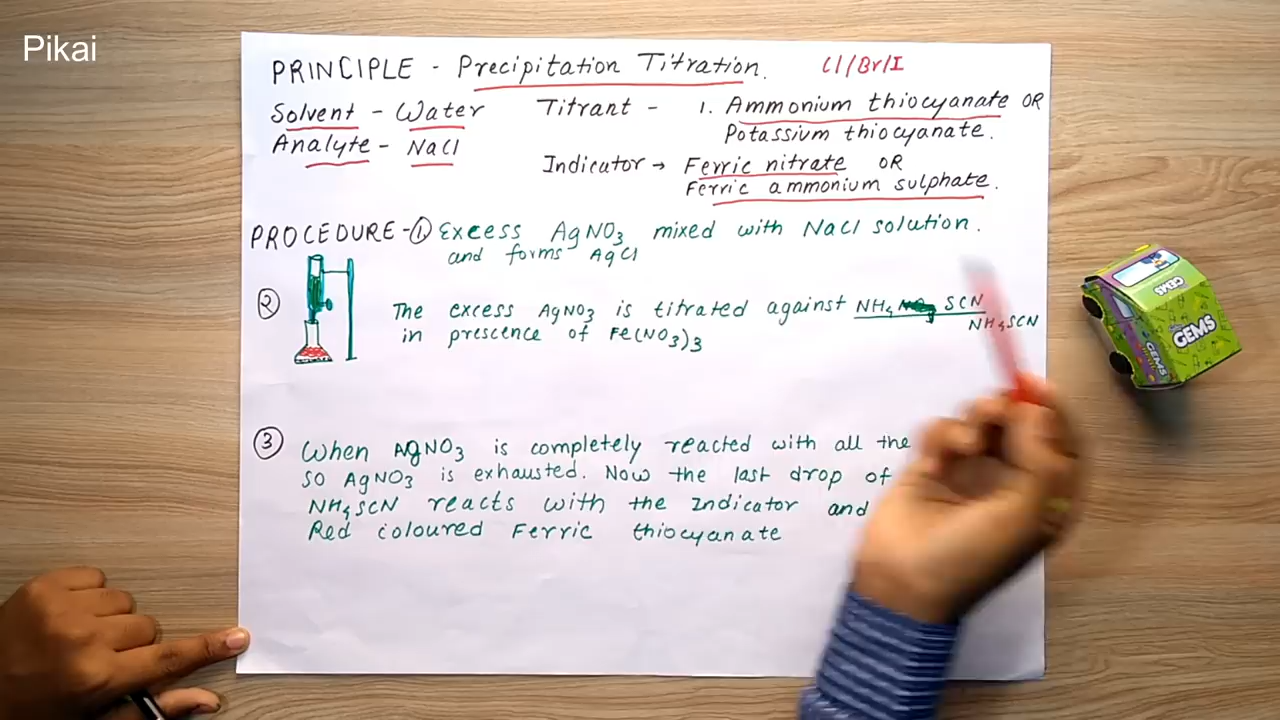 Pikai
PRINCIPLE - Precipitation Titration. Cl/Br/I
Solvent - Water Titrant - 1. Ammonium thiocyanate OR
Potassium thiocyanate.
Analyte - NaCl
Indicator → Ferric nitrate OR
Ferric ammonium sulphate.
PROCEDURE - ① Excess AgNO3 mixed with NaCl solution.
and forms AgCl
② The excess AgNO3 is titrated against NH4 SCN
NH4SCN
in prescence of Fe(NO3)3
③ When AgNO3 is completely reacted with all the
so AgNO3 is exhausted. Now the last drop of
NH4SCN reacts with the Indicator and
Red coloured Ferric thiocyanate
GEMS